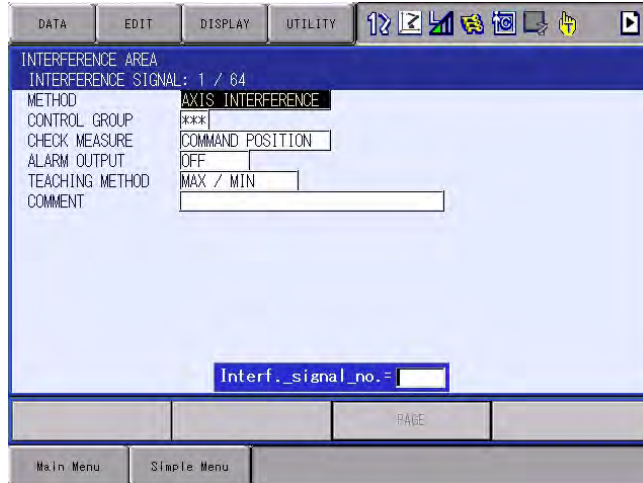 DATA EDIT DISPLAY UTILITY
INTERFERENCE AREA
INTERFERENCE SIGNAL: 1 / 64
METHOD AXIS INTERFERENCE
CONTROL GROUP ***
CHECK MEASURE COMMAND POSITION
ALARM OUTPUT OFF
TEACHING METHOD MAX / MIN
COMMENT
Interf._signal_no.=
PAGE
Main Menu Simple Menu